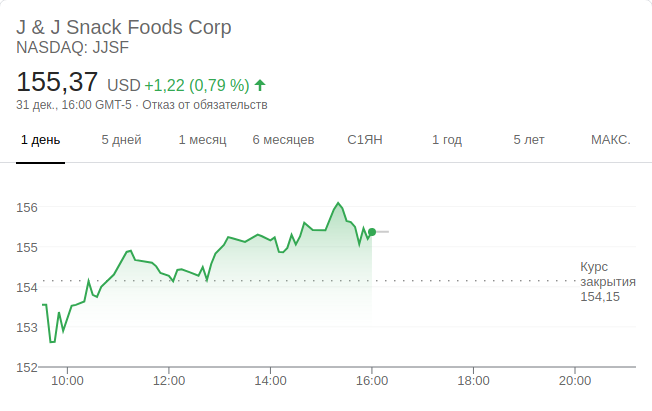 J & J Snack Foods Corp
NASDAQ: JJSF
155,37 USD +1,22 (0,79 %)
31 дек., 16:00 GMT-5 · Отказ от обязательств
1 день 5 дней 1 месяц 6 месяцев С1ЯН 1 год 5 лет МАКС.
156
155
154
153
152
Курс
закрытия
154,15
10:00 12:00 14:00 16:00 18:00 20:00